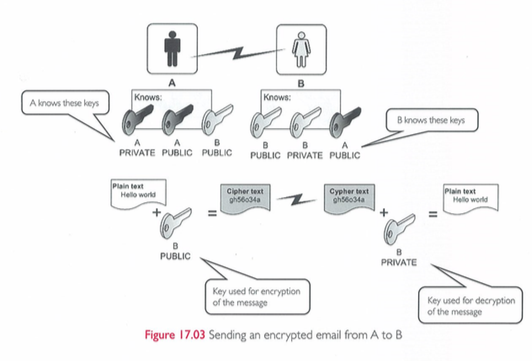 A
B
Knows:
Knows:
A knows these keys
B knows these keys
A PRIVATE
A PUBLIC
B PUBLIC
B PUBLIC
B PRIVATE
A PUBLIC
Plain text
Hello world
+
B
PUBLIC
=
Cipher text
gh56o34a
Cypher text
gh56o34a
+
B
PRIVATE
=
Plain text
Hello world
Key used for encryption
of the message
Key used for decryption
of the message
Figure 17.03 Sending an encrypted email from A to B